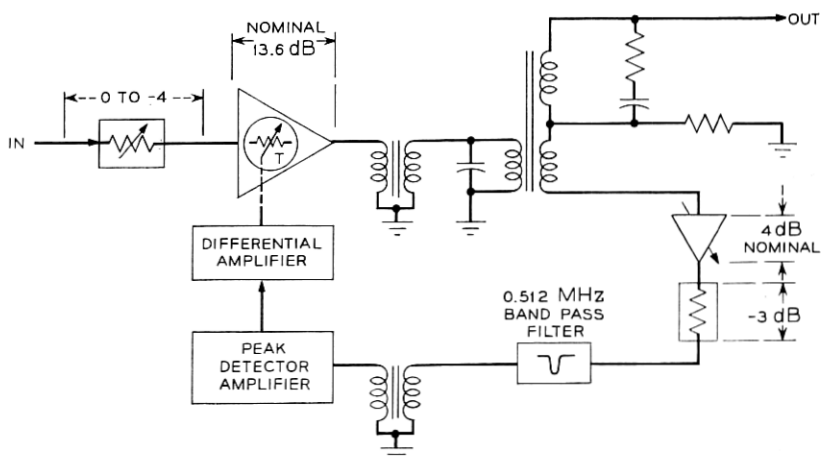 NOMINAL
13.6 dB
OUT
0 TO -4
IN
T
DIFFERENTIAL
AMPLIFIER
4 dB
NOMINAL
0.512 MHz
BAND PASS
FILTER
-3 dB
PEAK
DETECTOR
AMPLIFIER